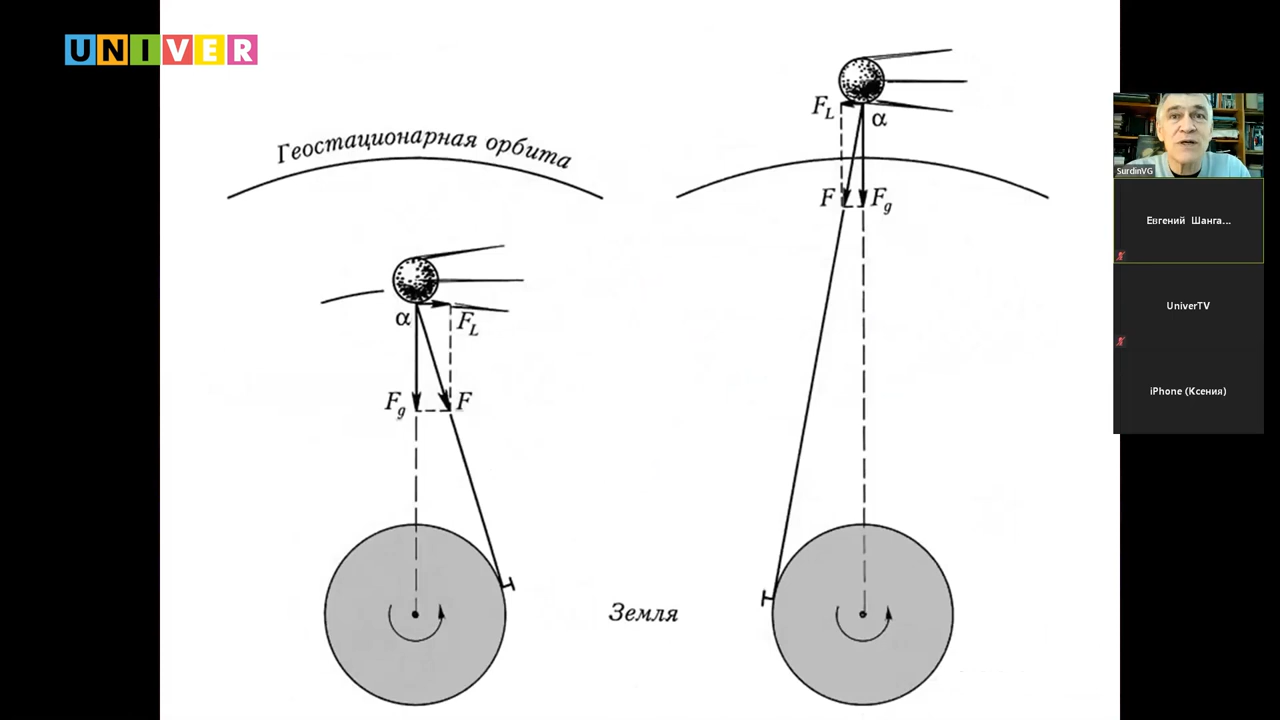 UNIVER
Геостационарная орбита
α
F_L
F_g
F
F_L
α
F
F_g
Земля
SurdinVG
Евгений Шанга...
UniverTV
iPhone (Ксения)